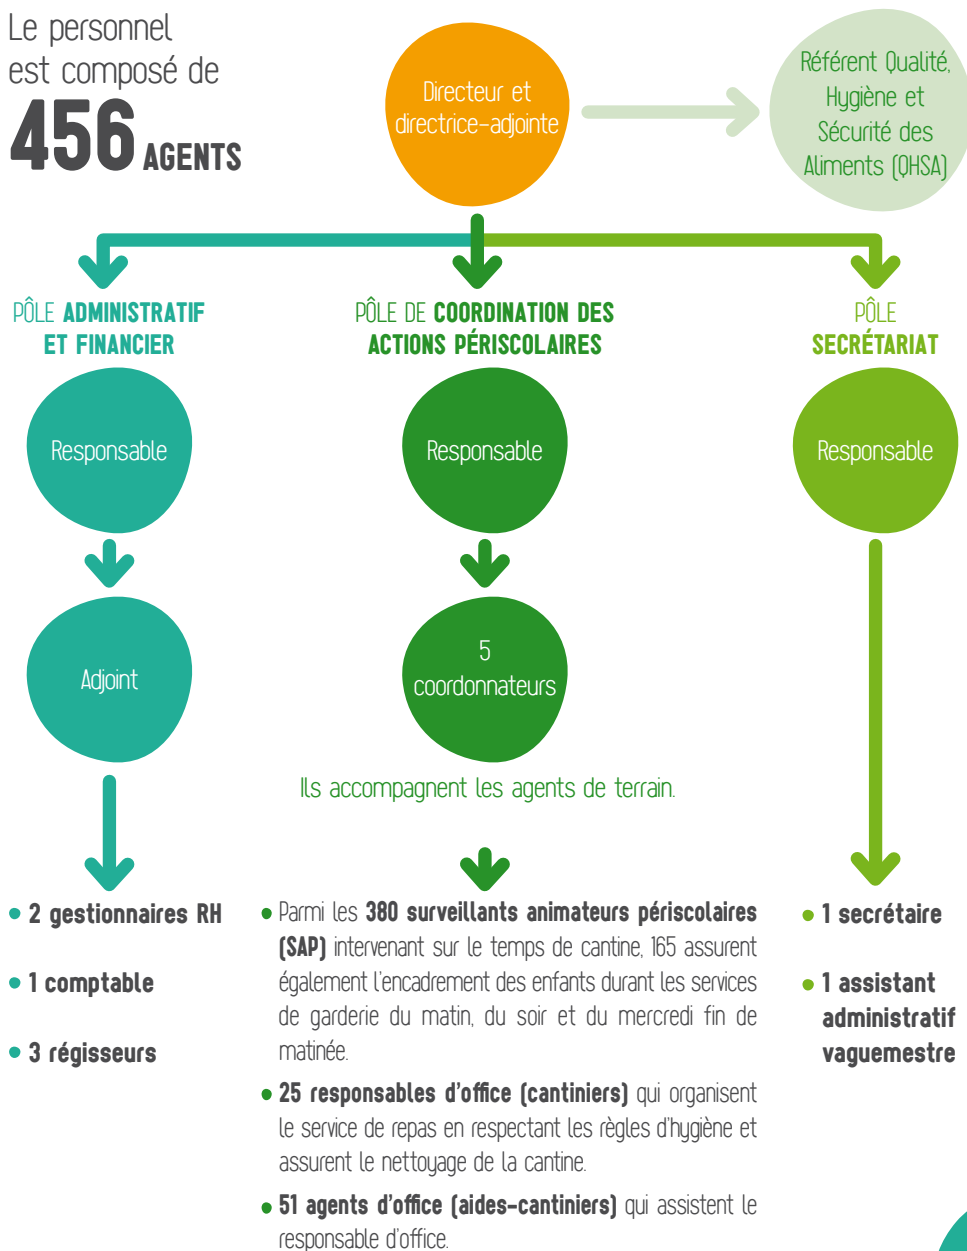 Le personnel
est composé de
456 AGENTS
Directeur et
directrice-adjointe
Référent Qualité,
Hygiène et
Sécurité des
Aliments (QHSA)
PÔLE ADMINISTRATIF
ET FINANCIER
Responsable
Adjoint
• 2 gestionnaires RH
• 1 comptable
• 3 régisseurs
PÔLE DE COORDINATION DES
ACTIONS PÉRISCOLAIRES
Responsable
5
coordonnateurs
Ils accompagnent les agents de terrain.
• Parmi les 380 surveillants animateurs périscolaires
(SAP) intervenant sur le temps de cantine, 165 assurent
également l'encadrement des enfants durant les services
de garderie du matin, du soir et du mercredi fin de
matinée.
• 25 responsables d'office (cantiniers) qui organisent
le service de repas en respectant les règles d'hygiène et
assurent le nettoyage de la cantine.
• 51 agents d'office (aides-cantiniers) qui assistent le
responsable d'office.
PÔLE
SECRÉTARIAT
Responsable
• 1 secrétaire
• 1 assistant
administratif
vaguemestre